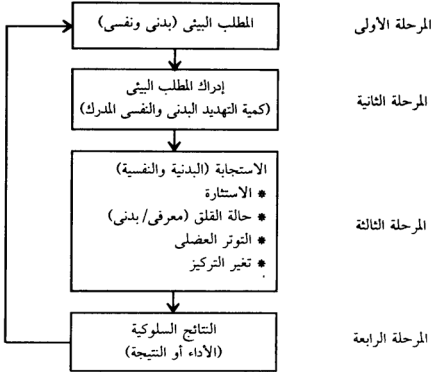 المرحلة الأولى
المطلب البيئى (بدنى ونفسى)
المرحلة الثانية
إدراك المطلب البيئى
(كمية التهديد البدنى والنفسى المدرك)
المرحلة الثالثة
الاستجابة (البدنية والنفسية)
* الاستثارة
* حالة القلق (معرفى/ بدنى)
* التوتر العضلى
* تغير التركيز
المرحلة الرابعة
النتائج السلوكية
(الأداء أو النتيجة)